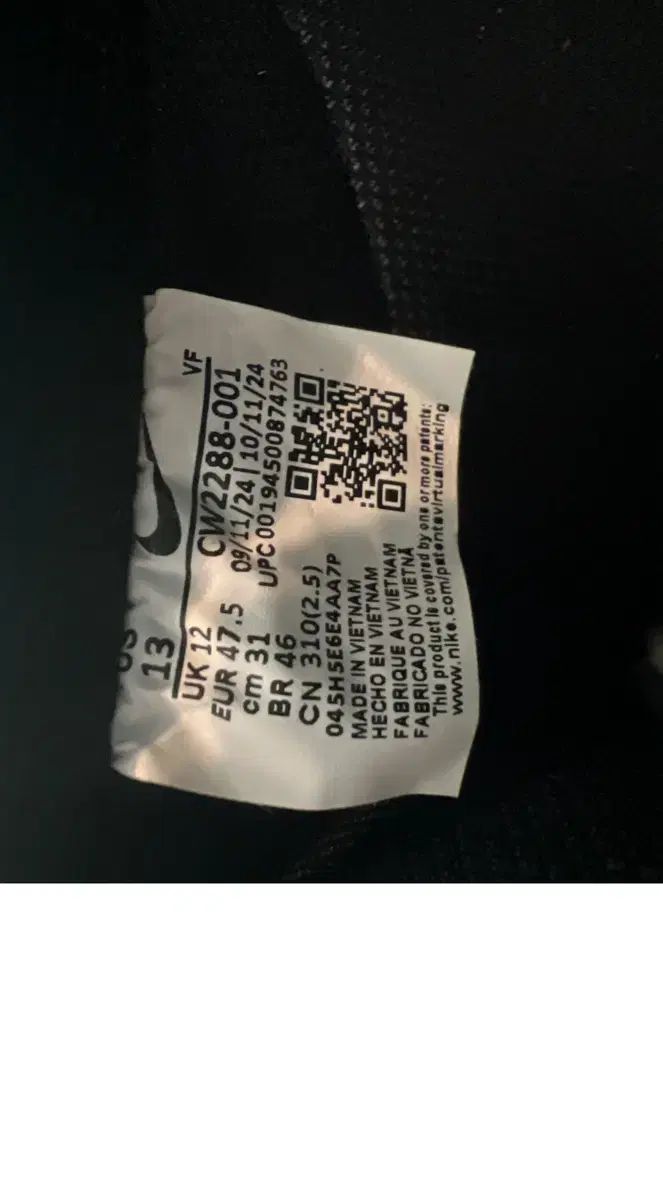 US
13
UK 12
EUR 47.5
cm 31
BR 46
CN 310(2.5)
VF
CW2288-001
09/11/24 | 10/11/24
UPC 00194500874763
045H5E6E4AA7P
MADE IN VIETNAM
HECHO EN VIETNAM
FABRIQUE AU VIETNAM
FABRICADO NO VIETNÃ
This product is covered by one or more patents:
www.nike.com/patentsvirtualmarking